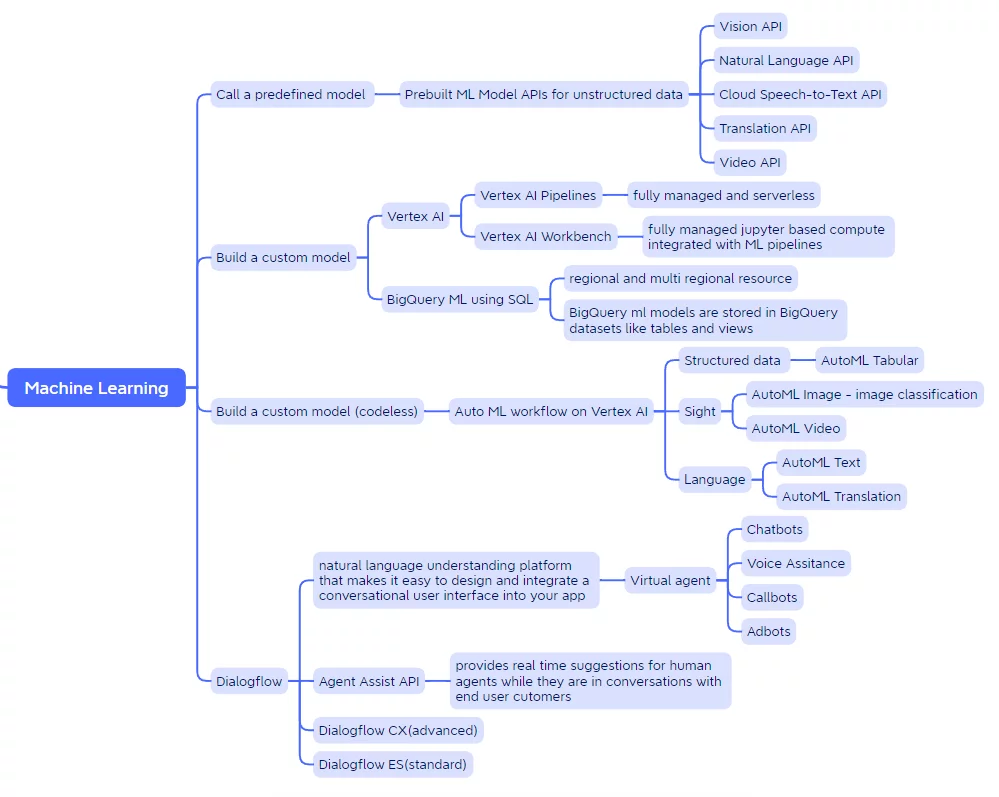 Machine Learning
Call a predefined model
Prebuilt ML Model APIs for unstructured data
Vision API
Natural Language API
Cloud Speech-to-Text API
Translation API
Video API
Build a custom model
Vertex AI
Vertex AI Pipelines
fully managed and serverless
Vertex AI Workbench
fully managed jupyter based compute
integrated with ML pipelines
BigQuery ML using SQL
regional and multi regional resource
BigQuery ml models are stored in BigQuery
datasets like tables and views
Build a custom model (codeless)
Auto ML workflow on Vertex AI
Structured data
AutoML Tabular
Sight
AutoML Image - image classification
AutoML Video
Language
AutoML Text
AutoML Translation
Dialogflow
natural language understanding platform
that makes it easy to design and integrate a
conversational user interface into your app
Virtual agent
Chatbots
Voice Assitance
Callbots
Adbots
Agent Assist API
provides real time suggestions for human
agents while they are in conversations with
end user cutomers
Dialogflow CX(advanced)
Dialogflow ES(standard)